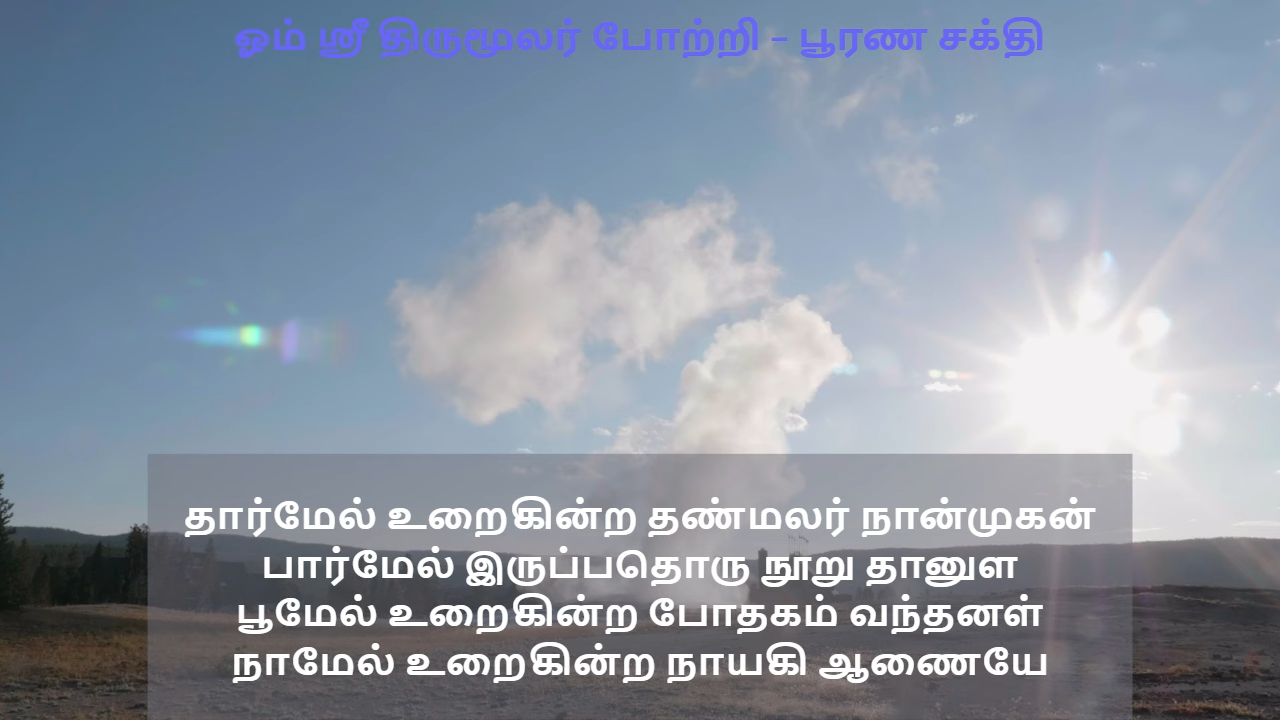 ஓம் ஸ்ரீ திருமூலர் போற்றி - பூரண சக்தி
தார்மேல் உறைகின்ற தண்மலர் நான்முகன்
பார்மேல் இருப்பதொரு நூறு தானுள
பூமேல் உறைகின்ற போதகம் வந்தனள்
நாமேல் உறைகின்ற நாயகி ஆணையே